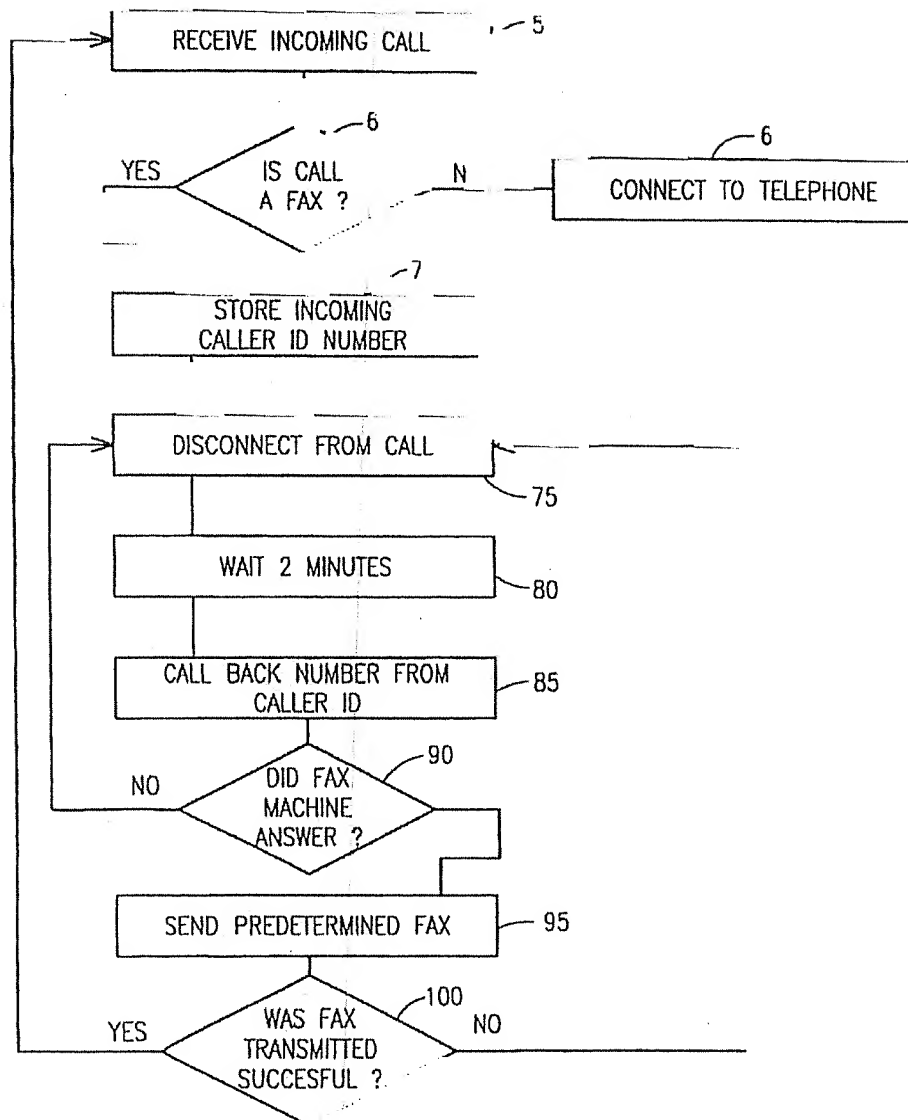 5
RECEIVE INCOMING CALL
6
YES
IS CALL
A FAX ?
N
6
CONNECT TO TELEPHONE
7
STORE INCOMING
CALLER ID NUMBER
DISCONNECT FROM CALL
75
WAIT 2 MINUTES
80
CALL BACK NUMBER FROM
CALLER ID
85
90
NO
DID FAX
MACHINE
ANSWER ?
SEND PREDETERMINED FAX
95
100
YES
WAS FAX
TRANSMITTED
SUCCESFUL ?
NO